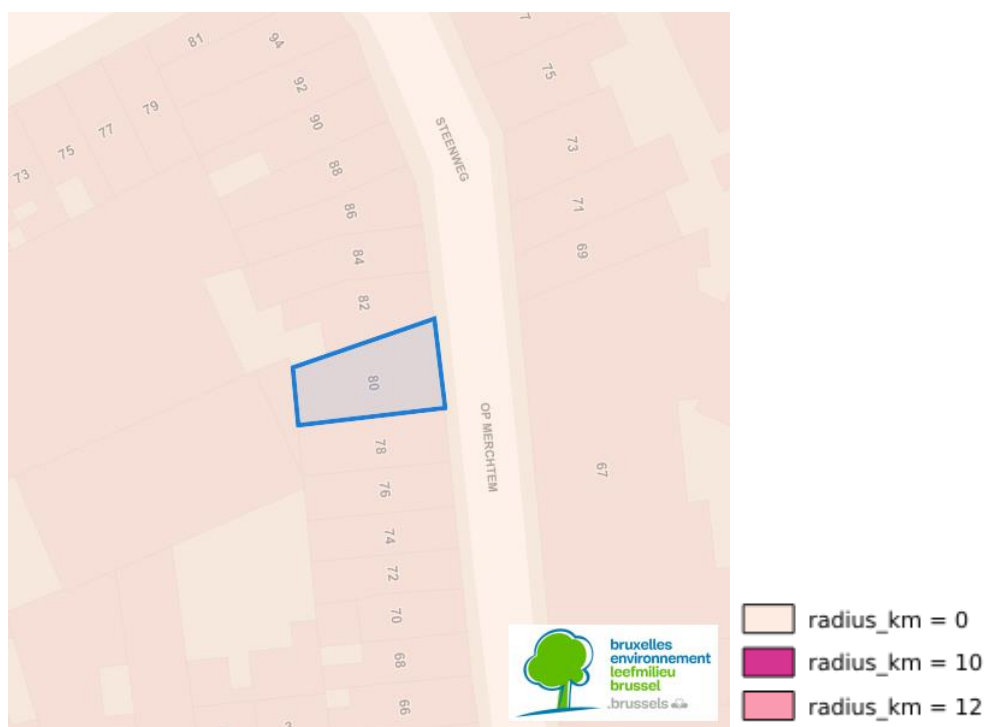 81
94
7
92
75
79
90
77
STEENWEG
75
73
88
73
86
71
84
69
82
80
OP MERCHTEM
78
67
76
74
72
70
68
66
bruxelles
environnement
leefmilieu
brussel
.brussels
radius_km = 0
radius_km = 10
radius_km = 12